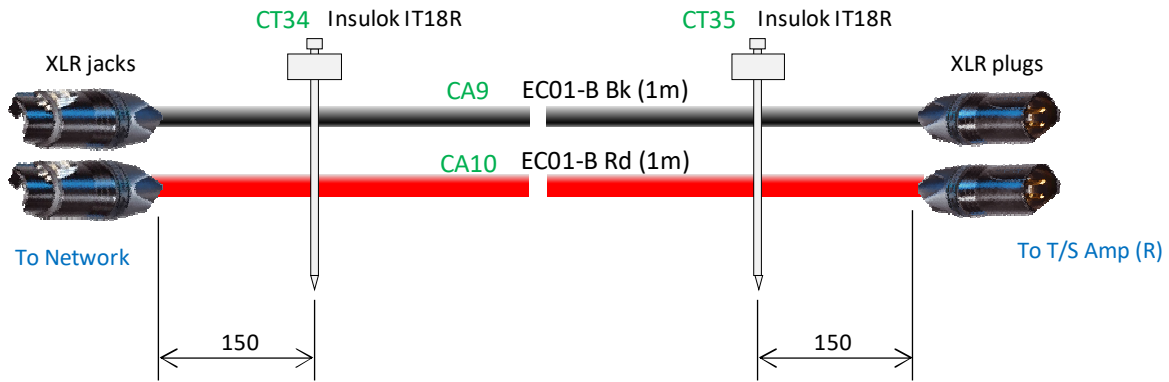 CT34 Insulok IT18R
CT35 Insulok IT18R
XLR jacks
XLR plugs
CA9 EC01-B Bk (1m)
CA10 EC01-B Rd (1m)
To Network
To T/S Amp (R)
150
150